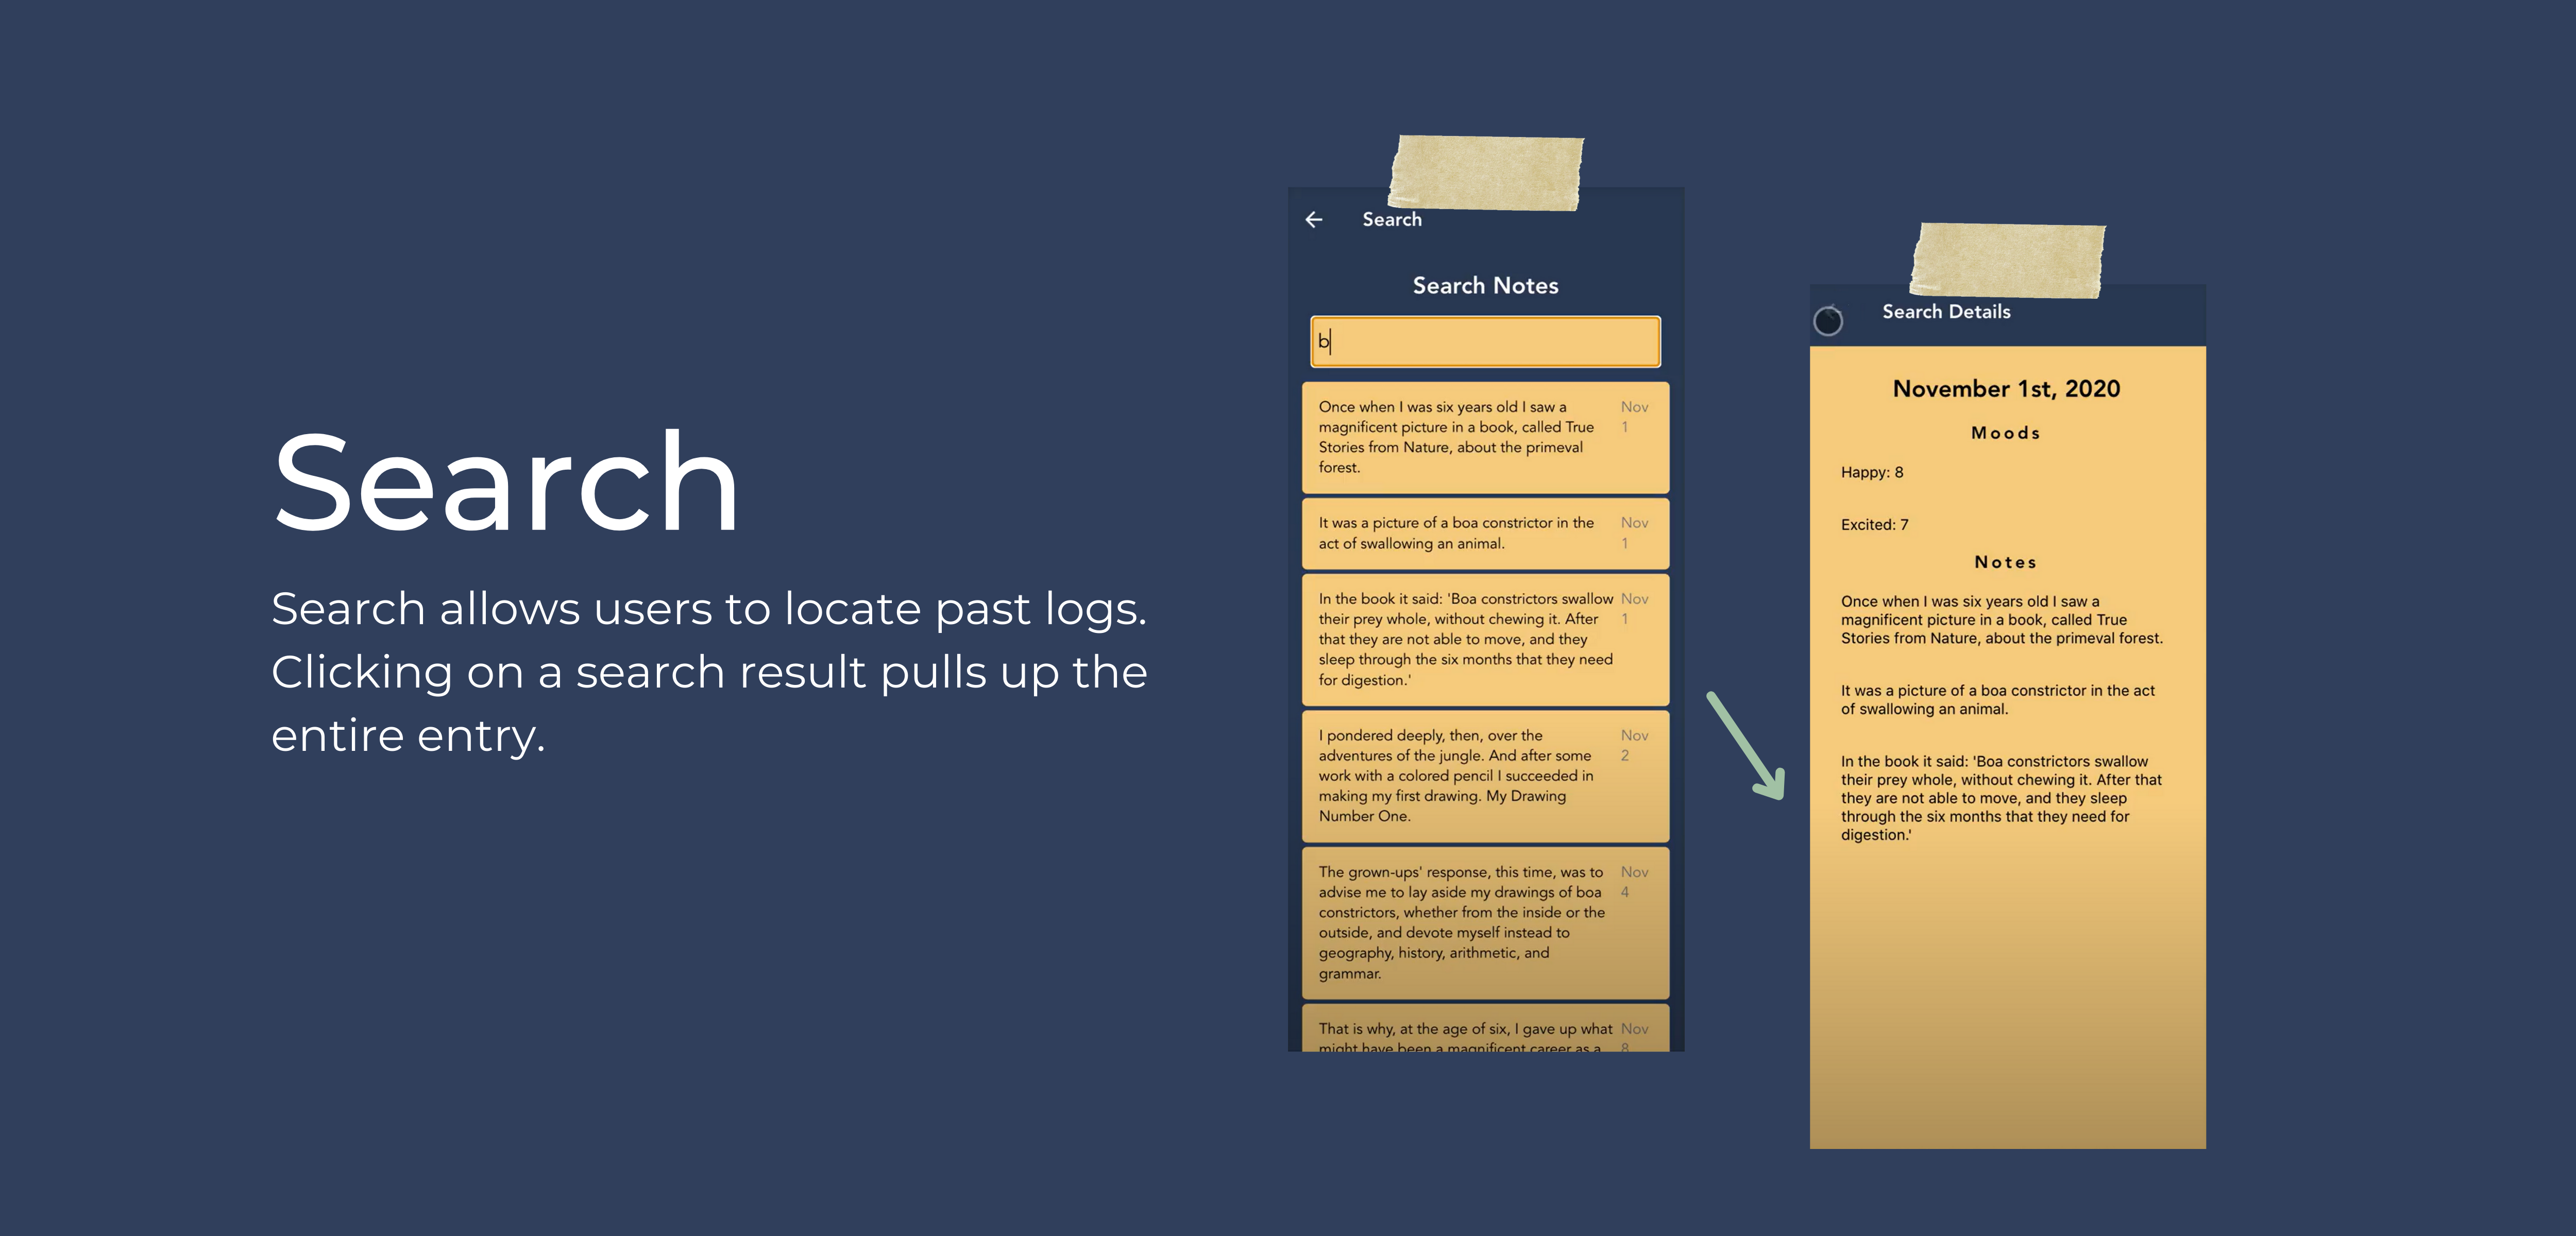 Search
Search allows users to locate past logs.
Clicking on a search result pulls up the
entire entry.
Search
Search Notes
b
Once when I was six years old I saw a
magnificent picture in a book, called True
Stories from Nature, about the primeval
forest.
Nov
1
It was a picture of a boa constrictor in the
act of swallowing an animal.
Nov
1
In the book it said: 'Boa constrictors swallow
their prey whole, without chewing it. After
that they are not able to move, and they
sleep through the six months that they need
for digestion.'
Nov
1
I pondered deeply, then, over the
adventures of the jungle. And after some
work with a colored pencil I succeeded in
making my first drawing. My Drawing
Number One.
Nov
2
The grown-ups' response, this time, was to
advise me to lay aside my drawings of boa
constrictors, whether from the inside or the
outside, and devote myself instead to
geography, history, arithmetic, and
grammar.
Nov
4
That is why, at the age of six, I gave up what
might have been a magnificent career as a
Nov
8
Search Details
November 1st, 2020
Moods
Happy: 8
Excited: 7
Notes
Once when I was six years old I saw a
magnificent picture in a book, called True
Stories from Nature, about the primeval forest.
It was a picture of a boa constrictor in the act
of swallowing an animal.
In the book it said: 'Boa constrictors swallow
their prey whole, without chewing it. After that
they are not able to move, and they sleep
through the six months that they need for
digestion.'